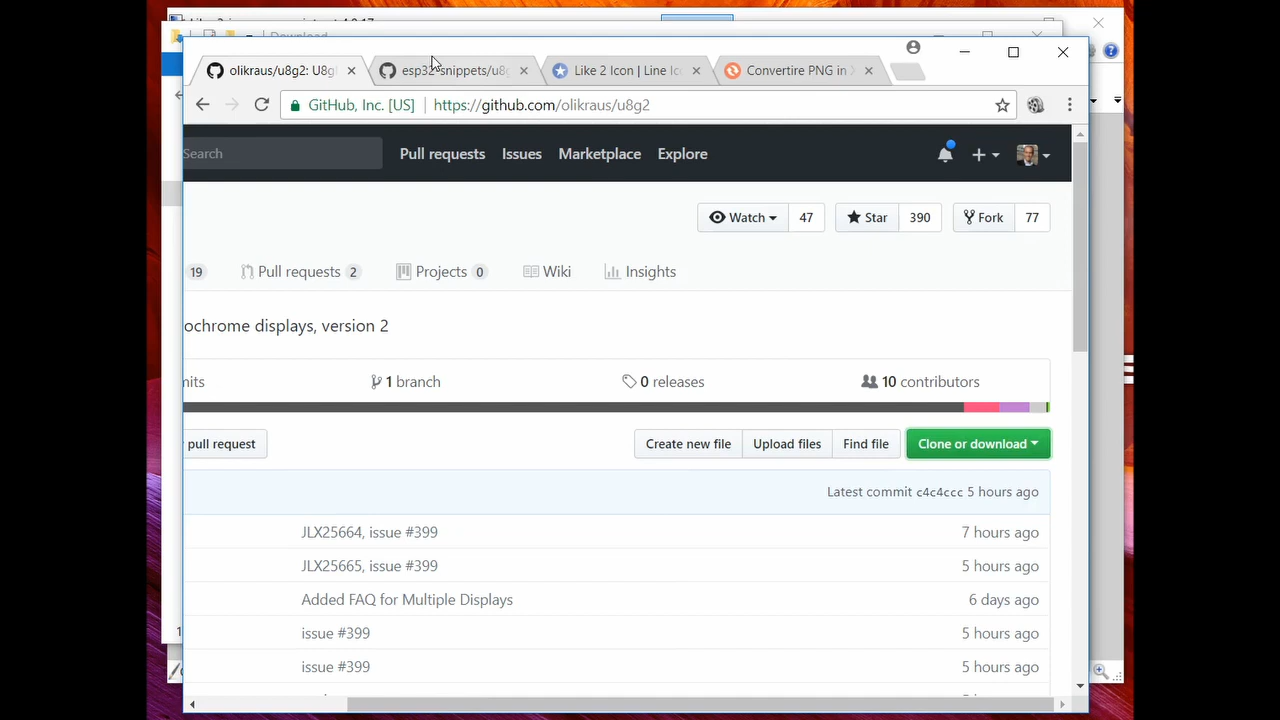 Download
olikraus/u8g2: U8gl
esp32-snippets/u8g
Like 2 Icon | Line Ic
Convertire PNG in
GitHub, Inc. [US]
https://github.com/olikraus/u8g2
Search
Pull requests
Issues
Marketplace
Explore
Watch
47
Star
390
Fork
77
19
Pull requests 2
Projects 0
Wiki
Insights
ochrome displays, version 2
nits
1 branch
0 releases
10 contributors
pull request
Create new file
Upload files
Find file
Clone or download
Latest commit c4c4ccc 5 hours ago
JLX25664, issue #399
7 hours ago
JLX25665, issue #399
5 hours ago
Added FAQ for Multiple Displays
6 days ago
issue #399
5 hours ago
issue #399
5 hours ago